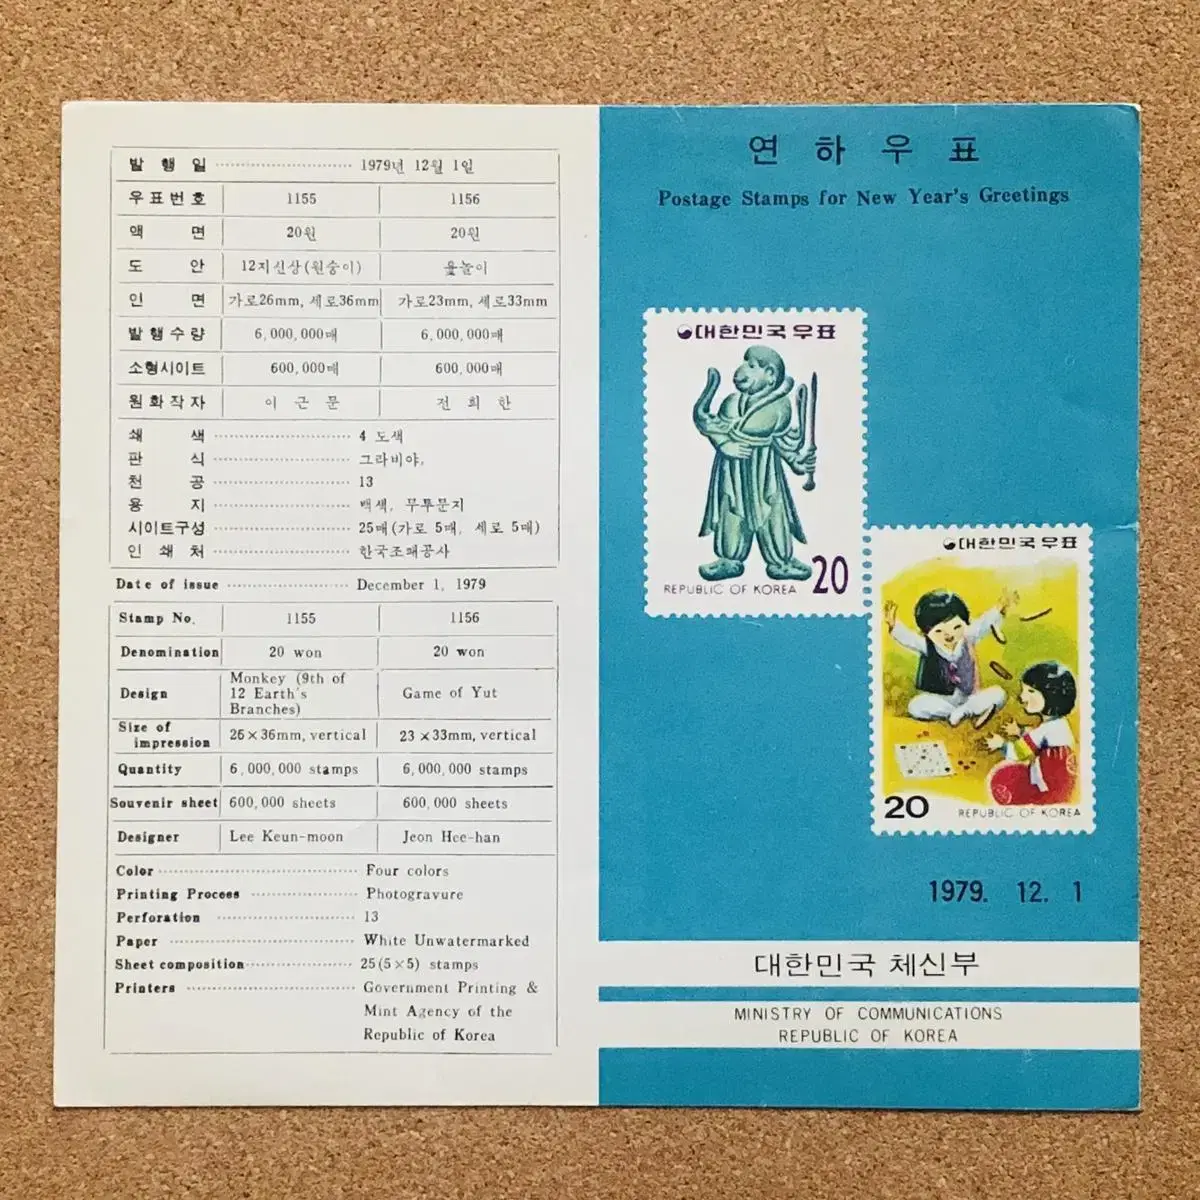 발 행 일 ················ 1979년 12월 1일
우표번호 1155 1156
액 면 20원 20원
도 안 12지신상(원숭이) 윷놀이
인 면 가로26mm, 세로36mm 가로23mm, 세로33mm
발행수량 6,000,000매 6,000,000매
소형시이트 600,000매 600,000매
원화작자 이 근 문 전 희 한
쇄 색 ················ 4 도색
판 식 ················ 그라비야,
천 공 ················ 13
용 지 ················ 백색, 무투문지
시이트구성 ················ 25매(가로 5매, 세로 5매)
인 쇄 처 ················ 한국조폐공사
Date of issue ················ December 1, 1979
Stamp No. 1155 1156
Denomination 20 won 20 won
Design Monkey (9th of 12 Earth's Branches) Game of Yut
Size of impression 26×36mm, vertical 23×33mm, vertical
Quantity 6,000,000 stamps 6,000,000 stamps
Souvenir sheet 600,000 sheets 600,000 sheets
Designer Lee Keun-moon Jeon Hee-han
Color ················ Four colors
Printing Process ················ Photogravure
Perforation ················ 13
Paper ················ White Unwatermarked
Sheet composition ················ 25(5×5) stamps
Printers ················ Government Printing &
Mint Agency of the
Republic of Korea
연하우표
Postage Stamps for New Year's Greetings
대한민국우표
REPUBLIC OF KOREA 20
대한민국우표
20 REPUBLIC OF KOREA
1979. 12. 1
대한민국 체신부
MINISTRY OF COMMUNICATIONS
REPUBLIC OF KOREA